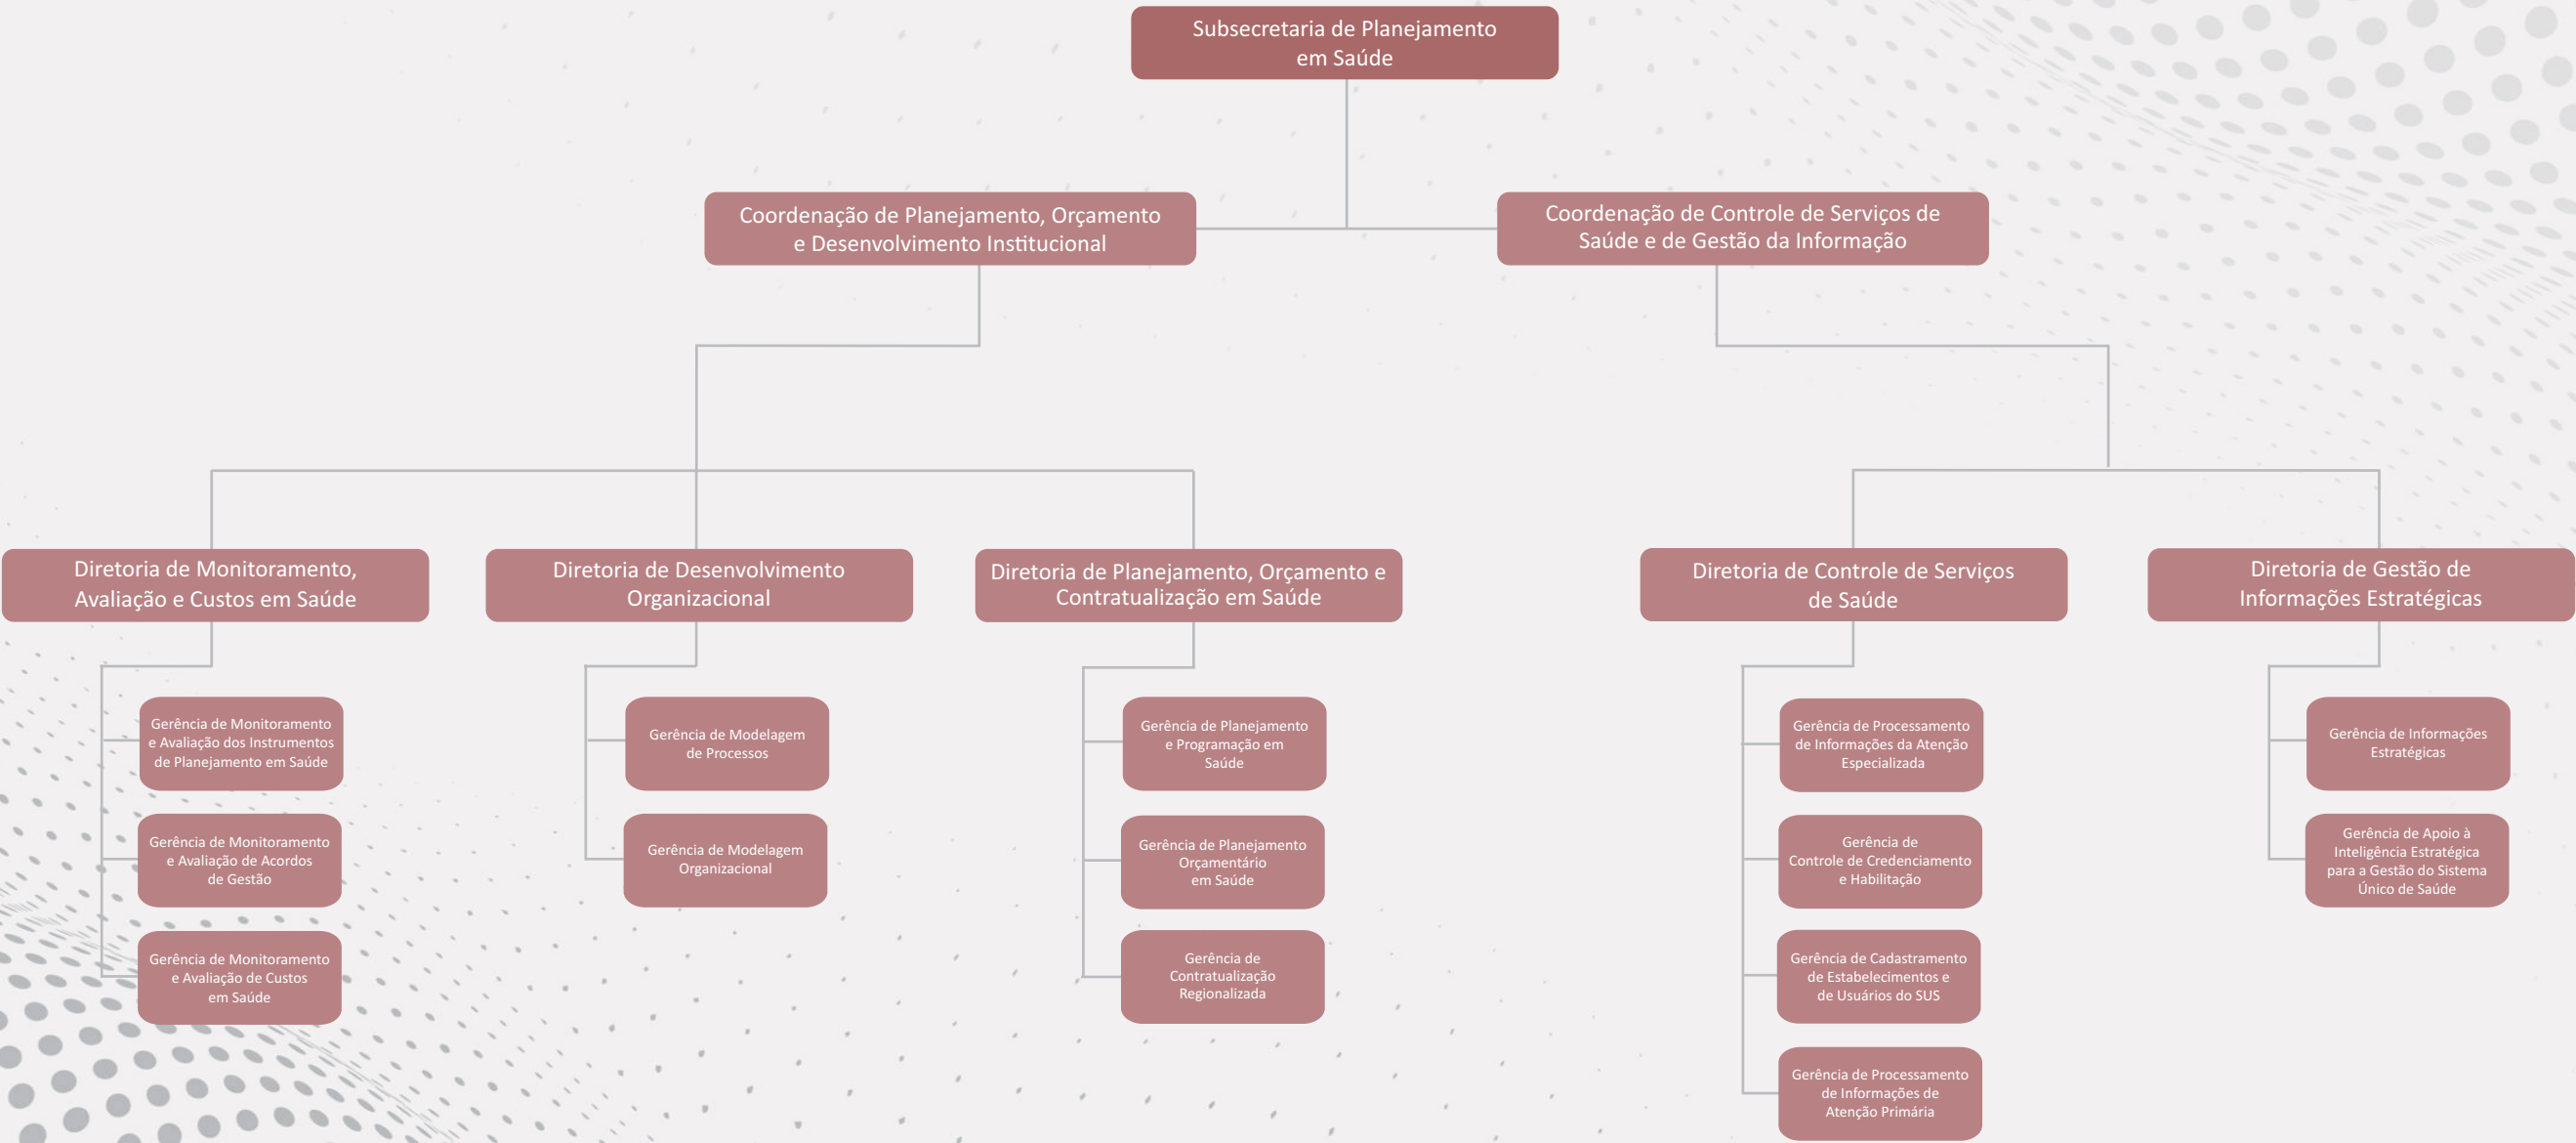 Subsecretaria de Planejamento
em Saúde
Coordenação de Planejamento, Orçamento
e Desenvolvimento Institucional
Coordenação de Controle de Serviços de
Saúde e de Gestão da Informação
Diretoria de Monitoramento,
Avaliação e Custos em Saúde
Diretoria de Desenvolvimento
Organizacional
Diretoria de Planejamento, Orçamento e
Contratualização em Saúde
Diretoria de Controle de Serviços
de Saúde
Diretoria de Gestão de
Informações Estratégicas
Gerência de Monitoramento
e Avaliação dos Instrumentos
de Planejamento em Saúde
Gerência de Monitoramento
e Avaliação de Acordos
de Gestão
Gerência de Monitoramento
e Avaliação de Custos
em Saúde
Gerência de Modelagem
de Processos
Gerência de Modelagem
Organizacional
Gerência de Planejamento
e Programação em
Saúde
Gerência de Planejamento
Orçamentário
em Saúde
Gerência de
Contratualização
Regionalizada
Gerência de Processamento
de Informações da Atenção
Especializada
Gerência de
Controle de Credenciamento
e Habilitação
Gerência de Cadastramento
de Estabelecimentos e
de Usuários do SUS
Gerência de Processamento
de Informações de
Atenção Primária
Gerência de Informações
Estratégicas
Gerência de Apoio à
Inteligência Estratégica
para a Gestão do Sistema
Único de Saúde